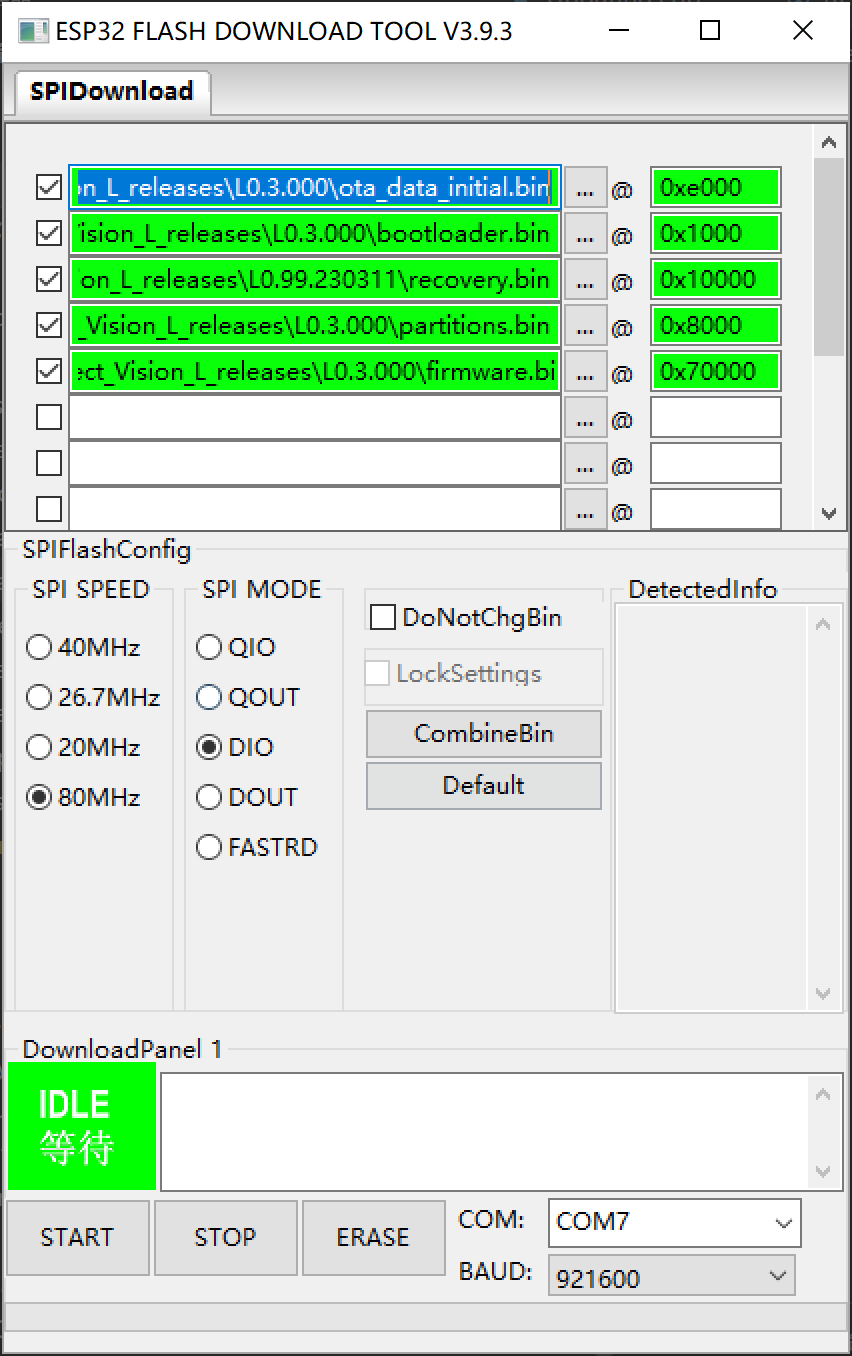 ESP32 FLASH DOWNLOAD TOOL V3.9.3
SPIDownload
on_L_releases\L0.3.000\ota_data_initial.bin ... @ 0xe000
ision_L_releases\L0.3.000\bootloader.bin ... @ 0x1000
on_L_releases\L0.99.230311\recovery.bin ... @ 0x10000
_Vision_L_releases\L0.3.000\partitions.bin ... @ 0x8000
ect_Vision_L_releases\L0.3.000\firmware.bi ... @ 0x70000
... @
... @
... @
SPIFlashConfig
SPI SPEED
40MHz
26.7MHz
20MHz
80MHz
SPI MODE
QIO
QOUT
DIO
DOUT
FASTRD
DoNotChgBin
LockSettings
CombineBin
Default
DetectedInfo
DownloadPanel 1
IDLE
等待
START
STOP
ERASE
COM:
COM7
BAUD:
921600